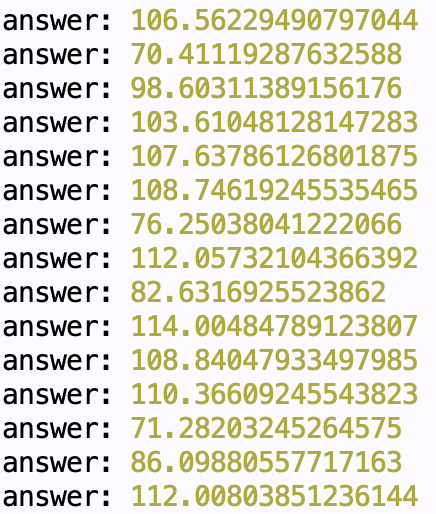 answer: 106.56229490797044
answer: 70.41119287632588
answer: 98.60311389156176
answer: 103.61048128147283
answer: 107.63786126801875
answer: 108.74619245535465
answer: 76.25038041222066
answer: 112.05732104366392
answer: 82.6316925523862
answer: 114.00484789123807
answer: 108.84047933497985
answer: 110.36609245543823
answer: 71.28203245264575
answer: 86.09880557717163
answer: 112.00803851236144